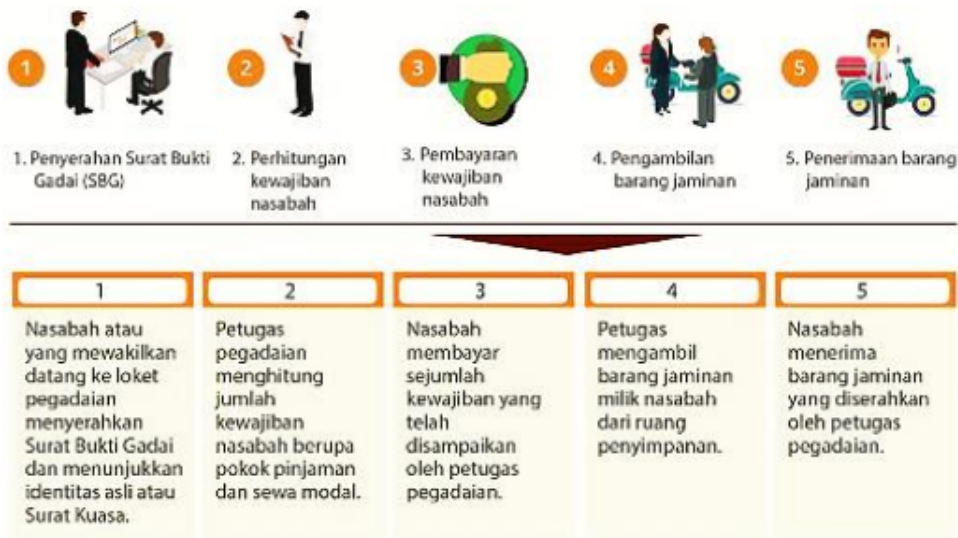 1
2
3
4
5
1. Penyerahan Surat Bukti
Gadai (SBG)
2. Perhitungan
kewajiban
nasabah
3. Pembayaran
kewajiban
nasabah
4. Pengambilan
barang jaminan
5. Penerimaan barang
jaminan
1
Nasabah atau
yang mewakilkan
datang ke loket
pegadaian
menyerahkan
Surat Bukti Gadai
dan menunjukkan
identitas asli atau
Surat Kuasa.
2
Petugas
pegadaian
menghitung
jumlah
kewajiban
nasabah berupa
pokok pinjaman
dan sewa modal.
3
Nasabah
membayar
sejumlah
kewajiban yang
telah
disampaikan
oleh petugas
pegadaian.
4
Petugas
mengambil
barang jaminan
milik nasabah
dari ruang
penyimpanan.
5
Nasabah
menerima
barang jaminan
yang diserahkan
oleh petugas
pegadaian.